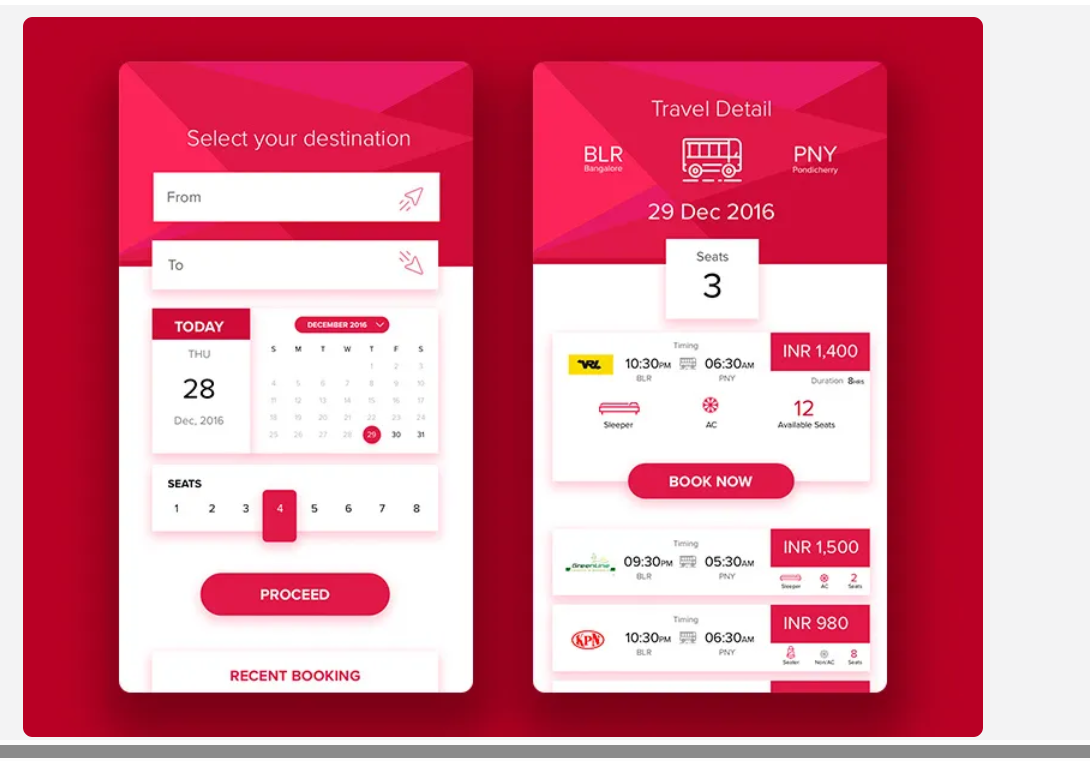 Select your destination
From
To
TODAY
THU
28
Dec, 2016
DECEMBER 2016
S M T W T F S
1 2 3
4 5 6 7 8 9 10
11 12 13 14 15 16 17
18 19 20 21 22 23 24
25 26 27 28 29 30 31
SEATS
1 2 3 4 5 6 7 8
PROCEED
RECENT BOOKING
Travel Detail
BLR
Bangalore
PNY
Pondicherry
29 Dec 2016
Seats
3
VRL
Timing
10:30PM 06:30AM
BLR PNY
INR 1,400
Duration 8HRS
Sleeper
AC
12
Available Seats
BOOK NOW
GreenLine
Timing
09:30PM 05:30AM
BLR PNY
INR 1,500
2
Sleeper AC Seats
KPN
Timing
10:30PM 06:30AM
BLR PNY
INR 980
8
Seater Non/AC Seats